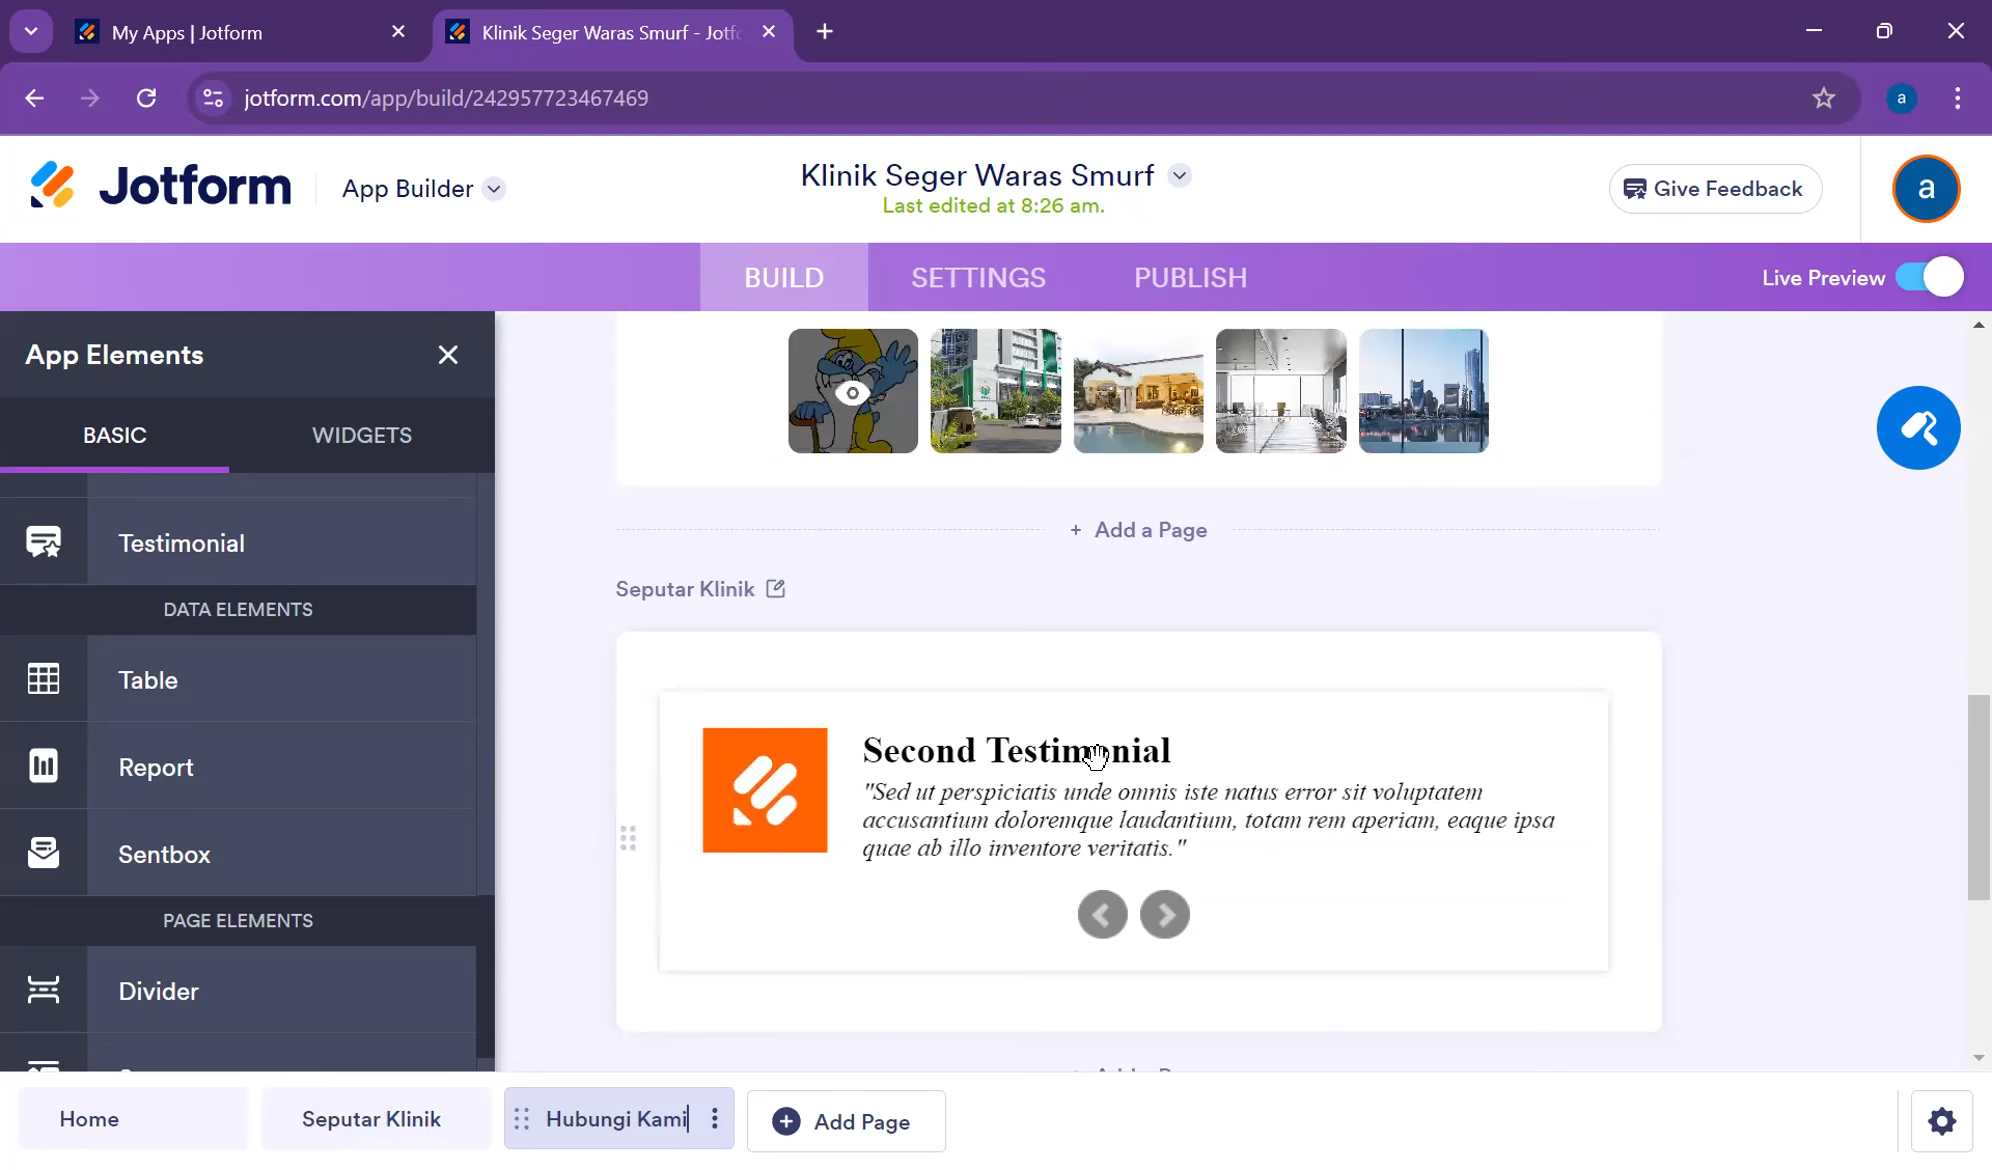 My Apps | Jotform
Klinik Seger Waras Smurf - Jotfo
jotform.com/app/build/242957723467469
Jotform
App Builder
Klinik Seger Waras Smurf
Last edited at 8:26 am.
Give Feedback
a
a
BUILD
SETTINGS
PUBLISH
Live Preview
App Elements
BASIC
WIDGETS
Testimonial
DATA ELEMENTS
Table
Report
Sentbox
PAGE ELEMENTS
Divider
+ Add a Page
Seputar Klinik
Second Testimonial
"Sed ut perspiciatis unde omnis iste natus error sit voluptatem
accusantium doloremque laudantium, totam rem aperiam, eaque ipsa
quae ab illo inventore veritatis."
Home
Seputar Klinik
Hubungi Kami
Add Page